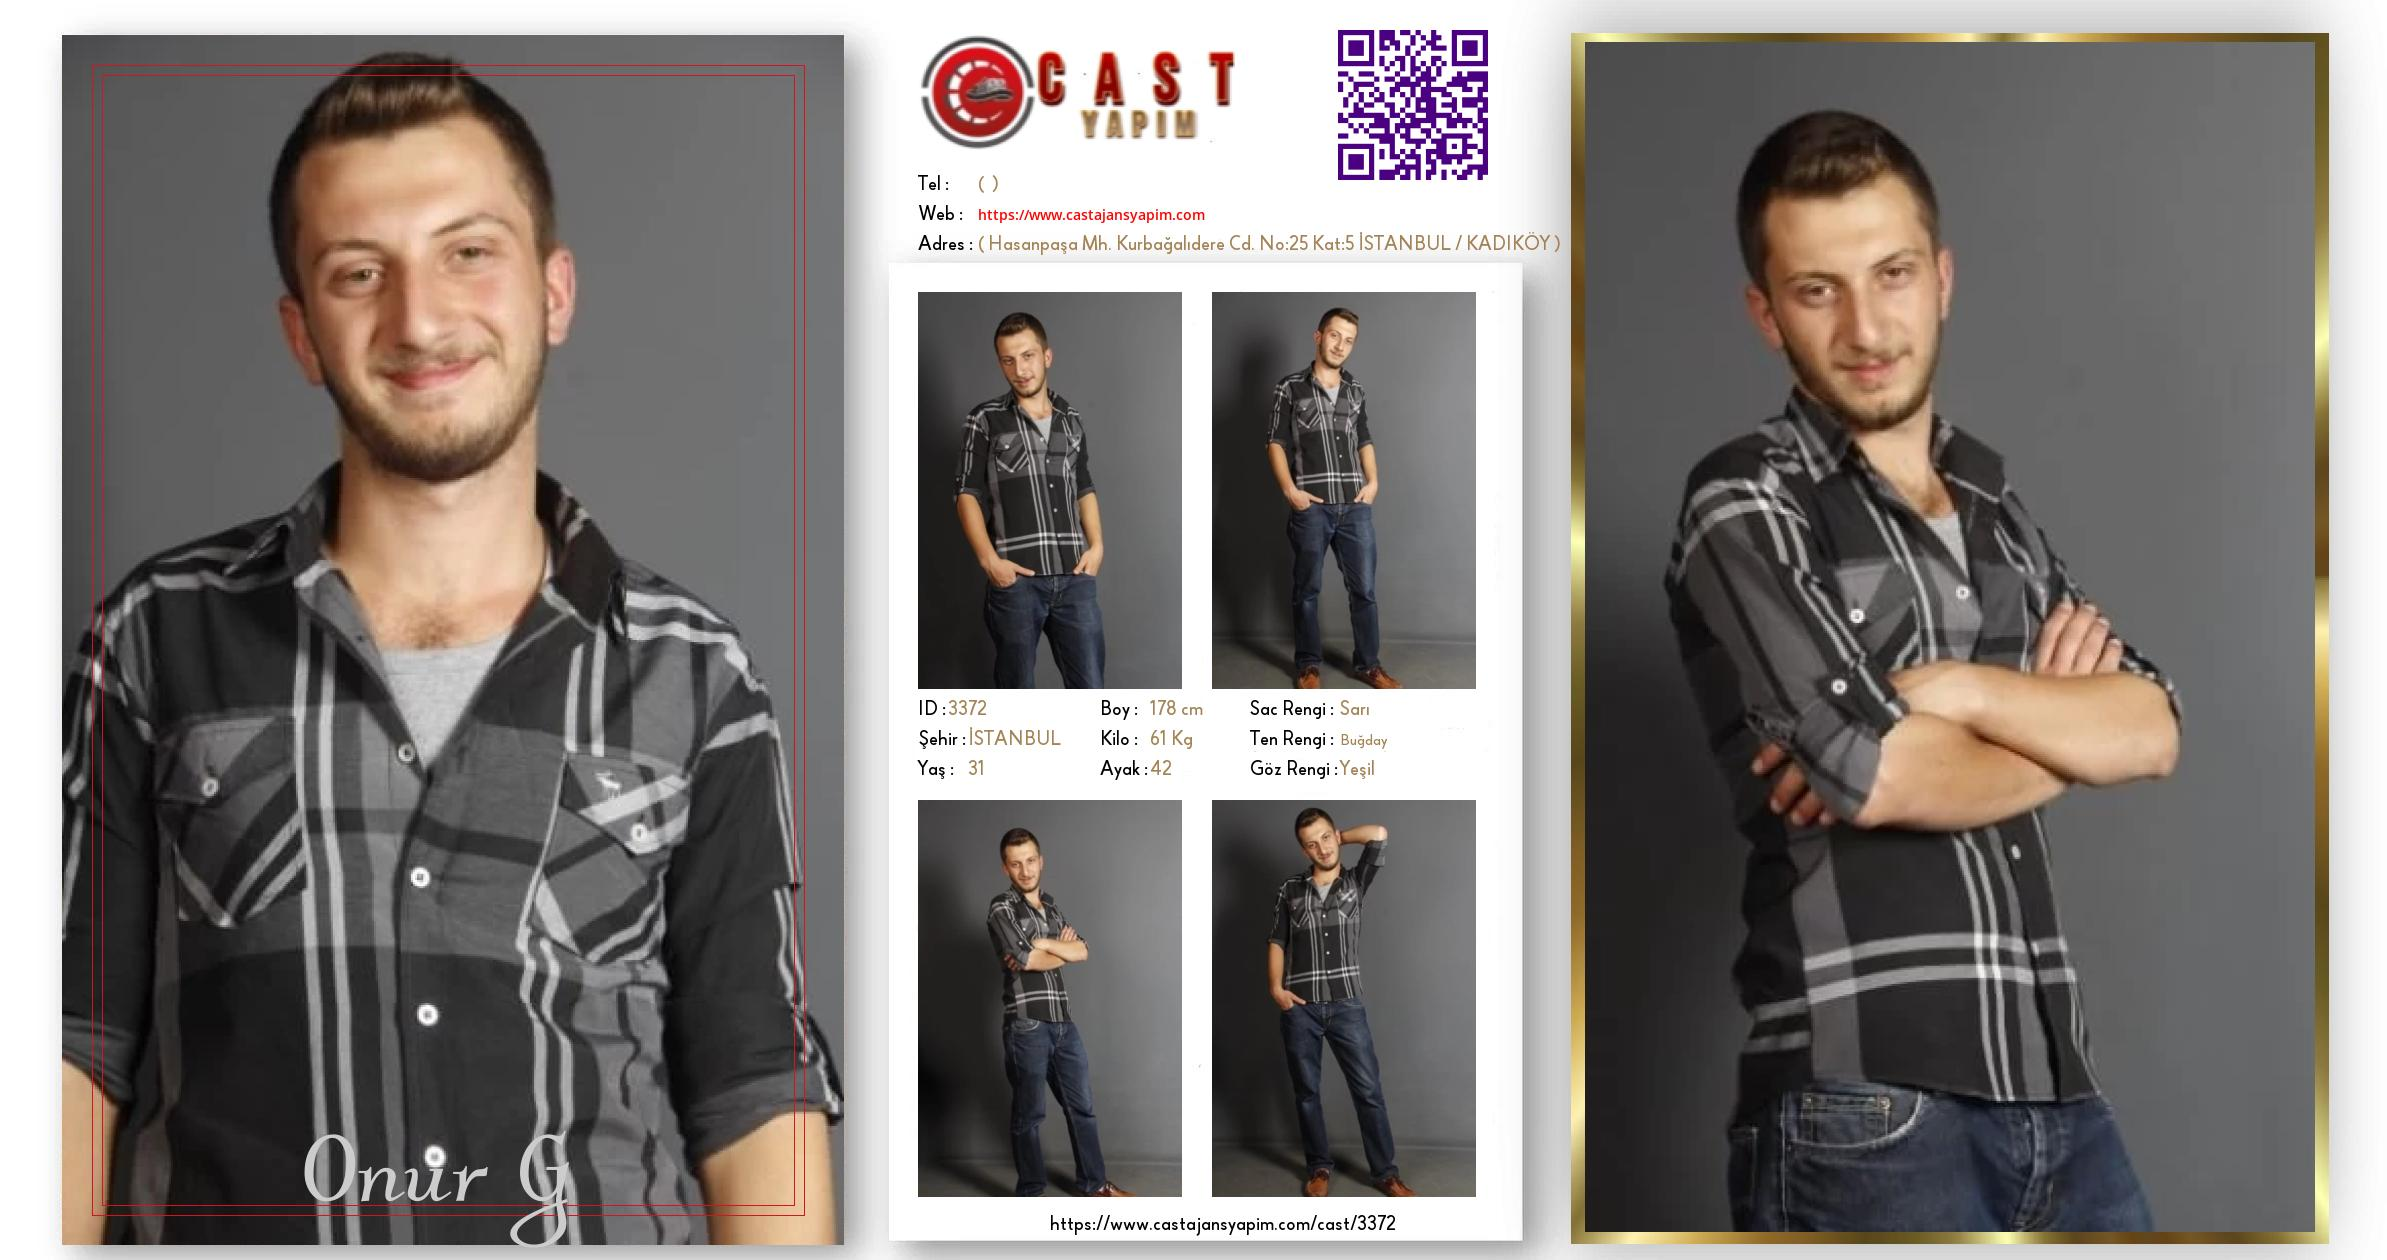 Onur G
CAST
YAPIM
Tel : ( )
Web : https://www.castajansyapim.com
Adres : ( Hasanpaşa Mh. Kurbağalıdere Cd. No:25 Kat:5 İSTANBUL / KADIKÖY )
ID : 3372 Boy : 178 cm Sac Rengi : Sarı
Şehir : İSTANBUL Kilo : 61 Kg Ten Rengi : Buğday
Yaş : 31 Ayak : 42 Göz Rengi : Yeşil
https://www.castajansyapim.com/cast/3372